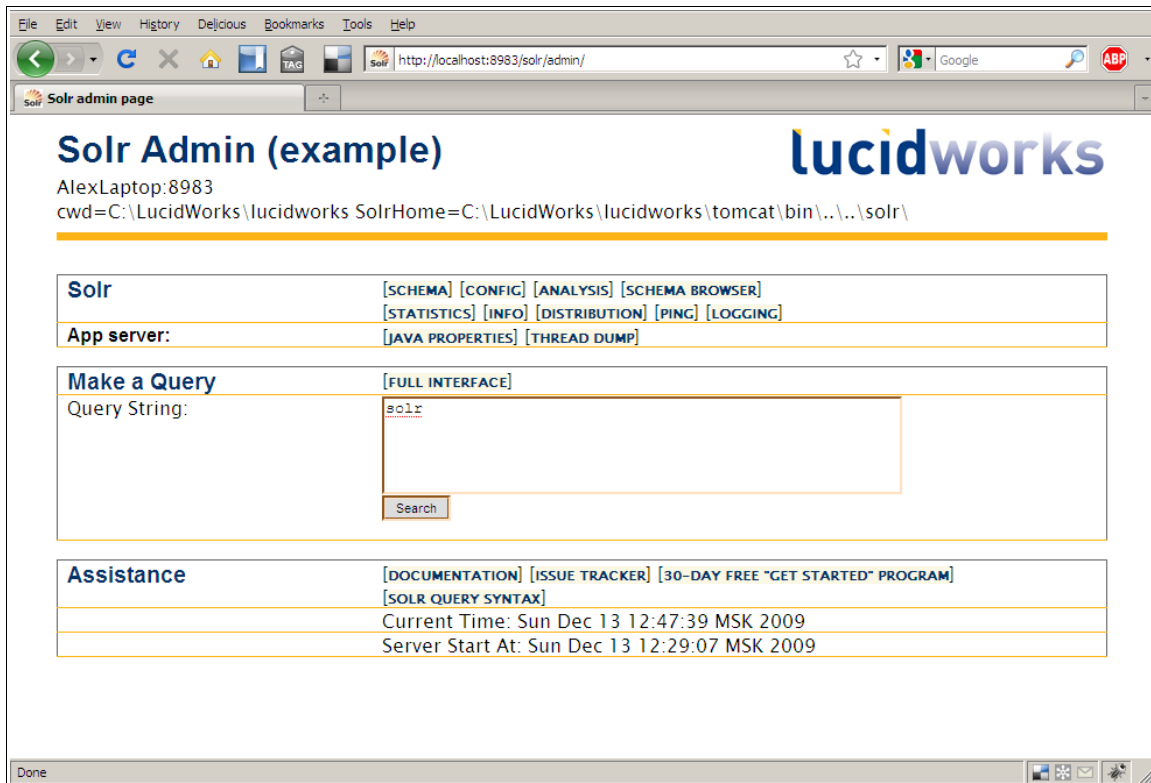 File Edit View History Delicious Bookmarks Tools Help
TAG Solr http://localhost:8983/solr/admin/ Google ABP
Solr Solr admin page
Solr Admin (example)
lucidworks
AlexLaptop:8983
cwd=C:\LucidWorks\lucidworks SolrHome=C:\LucidWorks\lucidworks\tomcat\bin\..\..\solr\
Solr [SCHEMA] [CONFIG] [ANALYSIS] [SCHEMA BROWSER]
[STATISTICS] [INFO] [DISTRIBUTION] [PING] [LOGGING]
App server: [JAVA PROPERTIES] [THREAD DUMP]
Make a Query [FULL INTERFACE]
Query String: solr
Search
Assistance [DOCUMENTATION] [ISSUE TRACKER] [30-DAY FREE "GET STARTED" PROGRAM]
[SOLR QUERY SYNTAX]
Current Time: Sun Dec 13 12:47:39 MSK 2009
Server Start At: Sun Dec 13 12:29:07 MSK 2009
Done